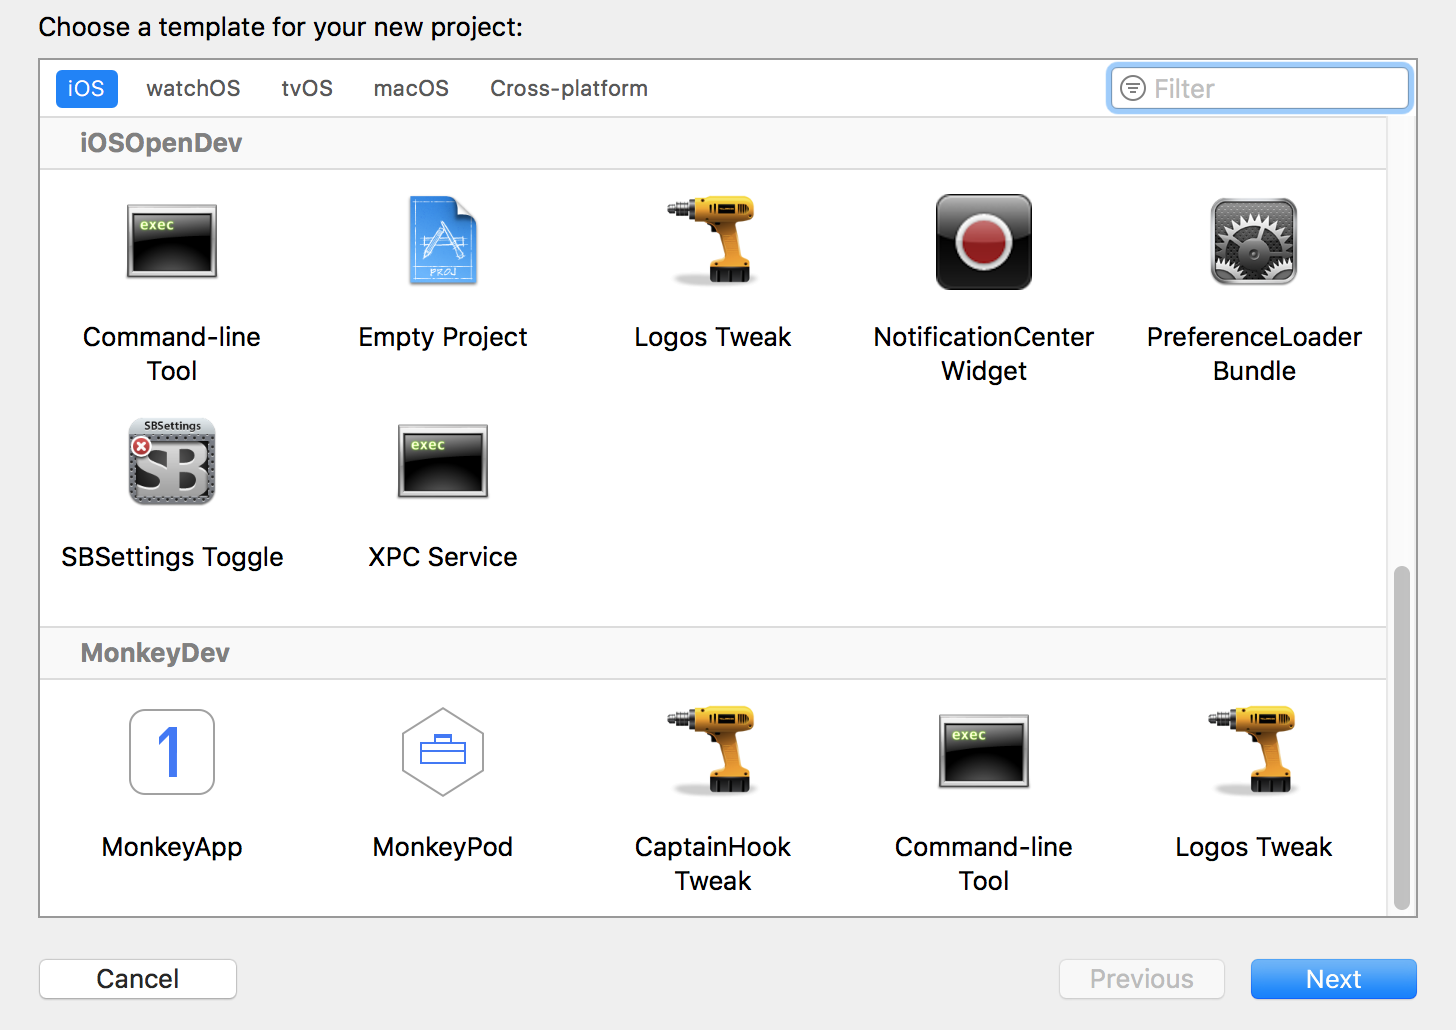 Choose a template for your new project:
iOS watchOS tvOS macOS Cross-platform Filter
iOSOpenDev
exec
PROJ
Command-line Tool
Empty Project
Logos Tweak
NotificationCenter Widget
PreferenceLoader Bundle
SBSettings
SB
exec
SBSettings Toggle
XPC Service
MonkeyDev
1
exec
MonkeyApp
MonkeyPod
CaptainHook Tweak
Command-line Tool
Logos Tweak
Cancel
Previous
Next